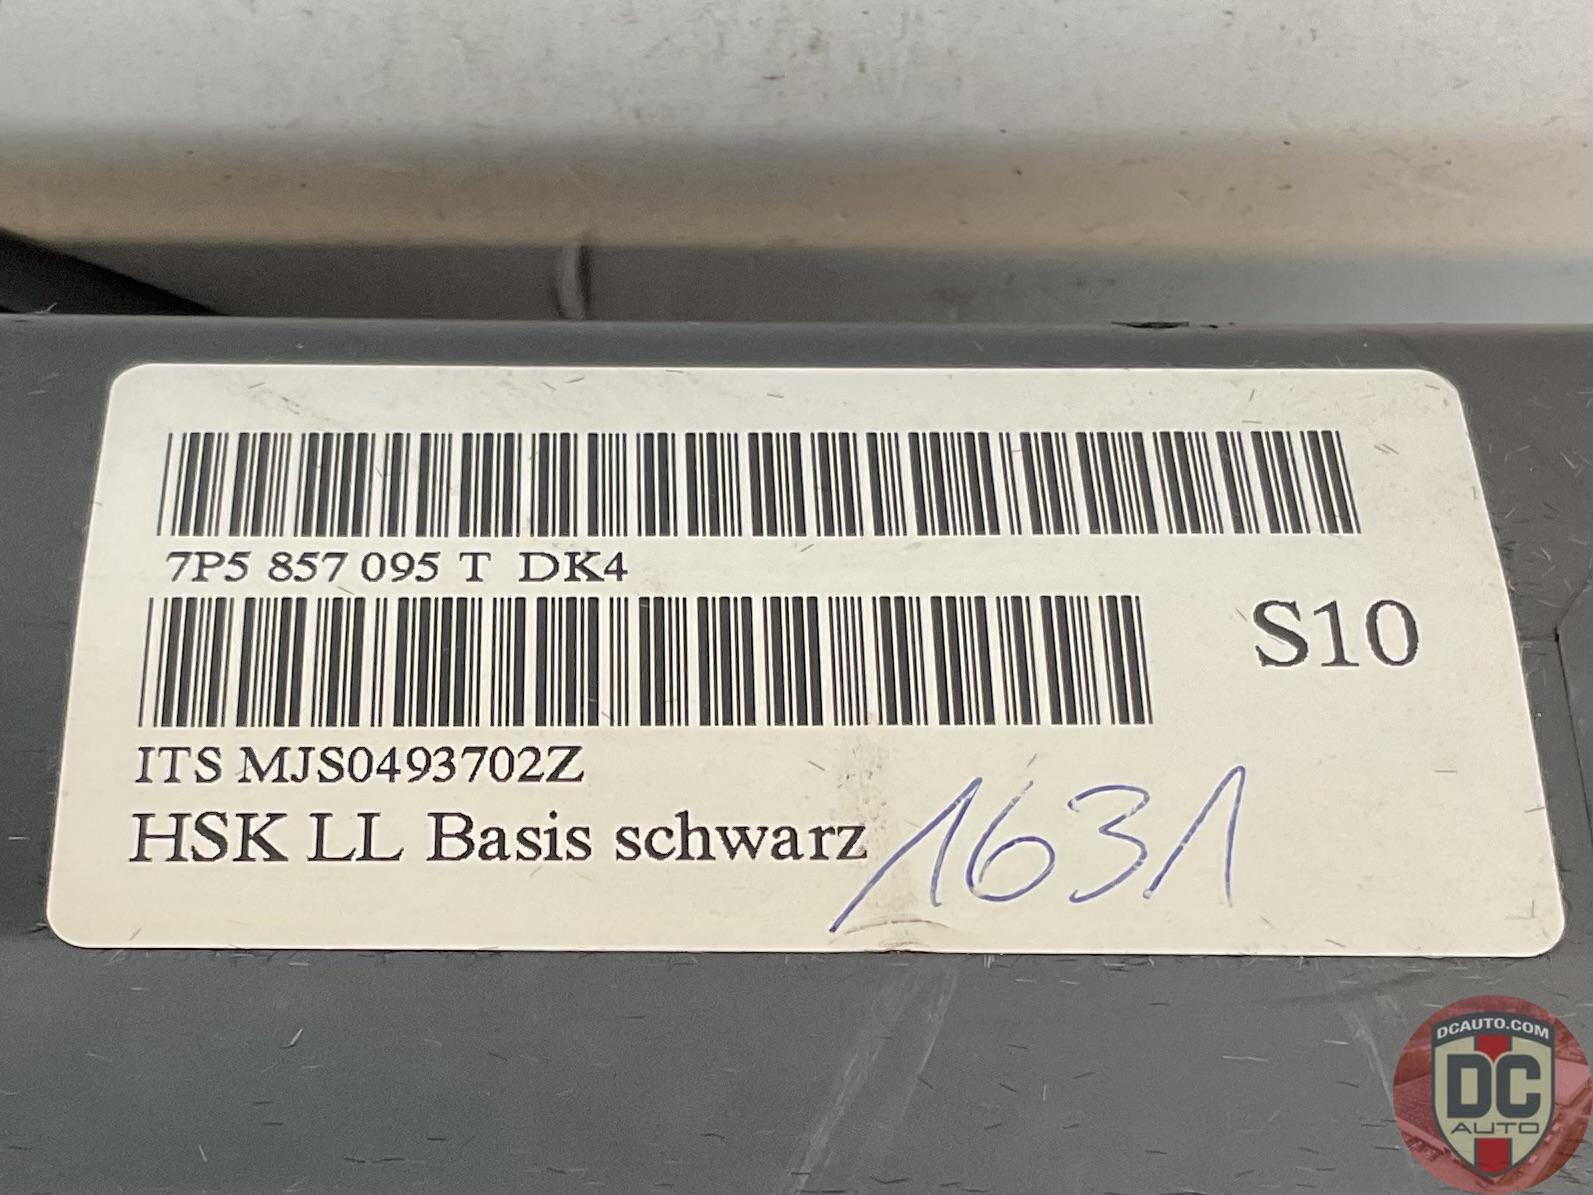 7P5 857 095 T DK4
S10
ITS MJS0493702Z
HSK LL Basis schwarz
1631
DCAUTO.COM
DC
AUTO